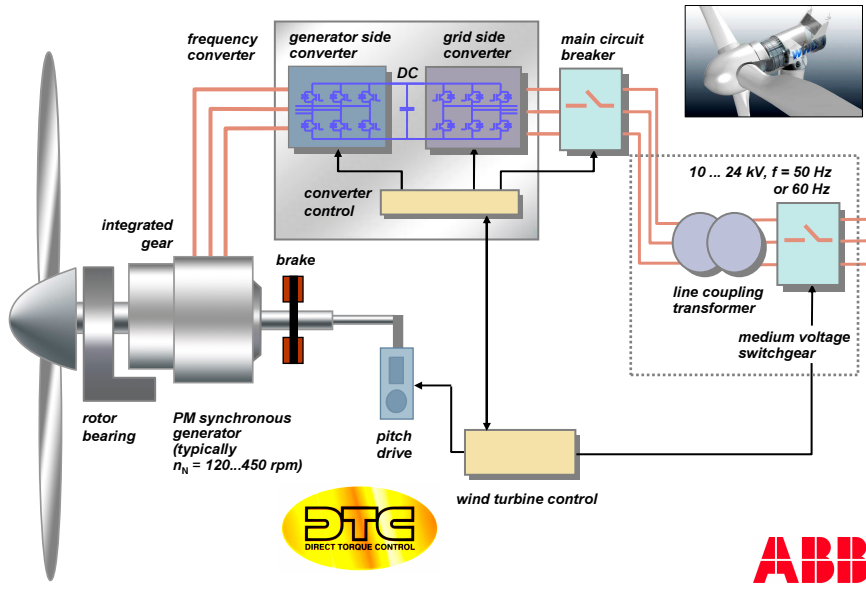 frequency
converter
generator side
converter
DC
grid side
converter
main circuit
breaker
converter
control
10 ... 24 kV, f = 50 Hz
or 60 Hz
integrated
gear
brake
line coupling
transformer
medium voltage
switchgear
rotor
bearing
PM synchronous
generator
(typically
nN = 120...450 rpm)
pitch
drive
wind turbine control
DTC
DIRECT TORQUE CONTROL
ABB